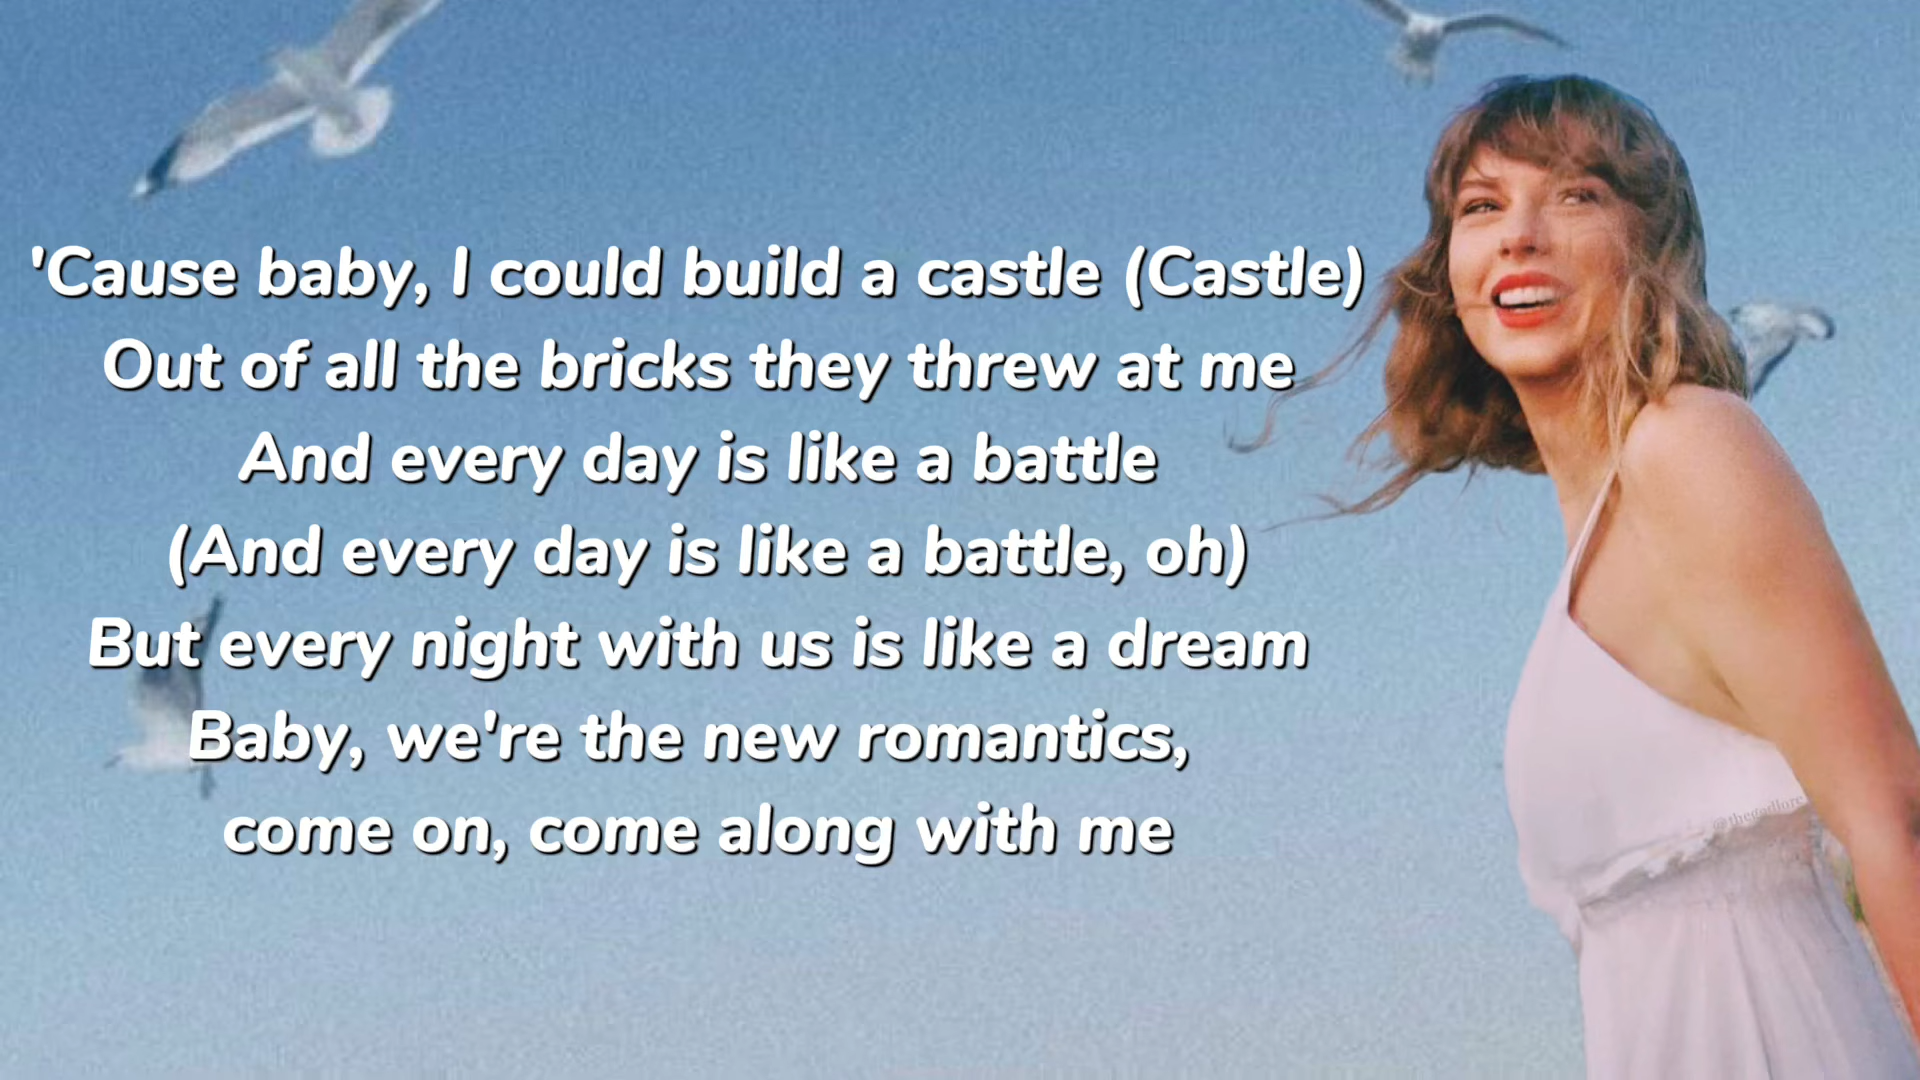 'Cause baby, I could build a castle (Castle)
Out of all the bricks they threw at me
And every day is like a battle
(And every day is like a battle, oh)
But every night with us is like a dream
Baby, we're the new romantics,
come on, come along with me